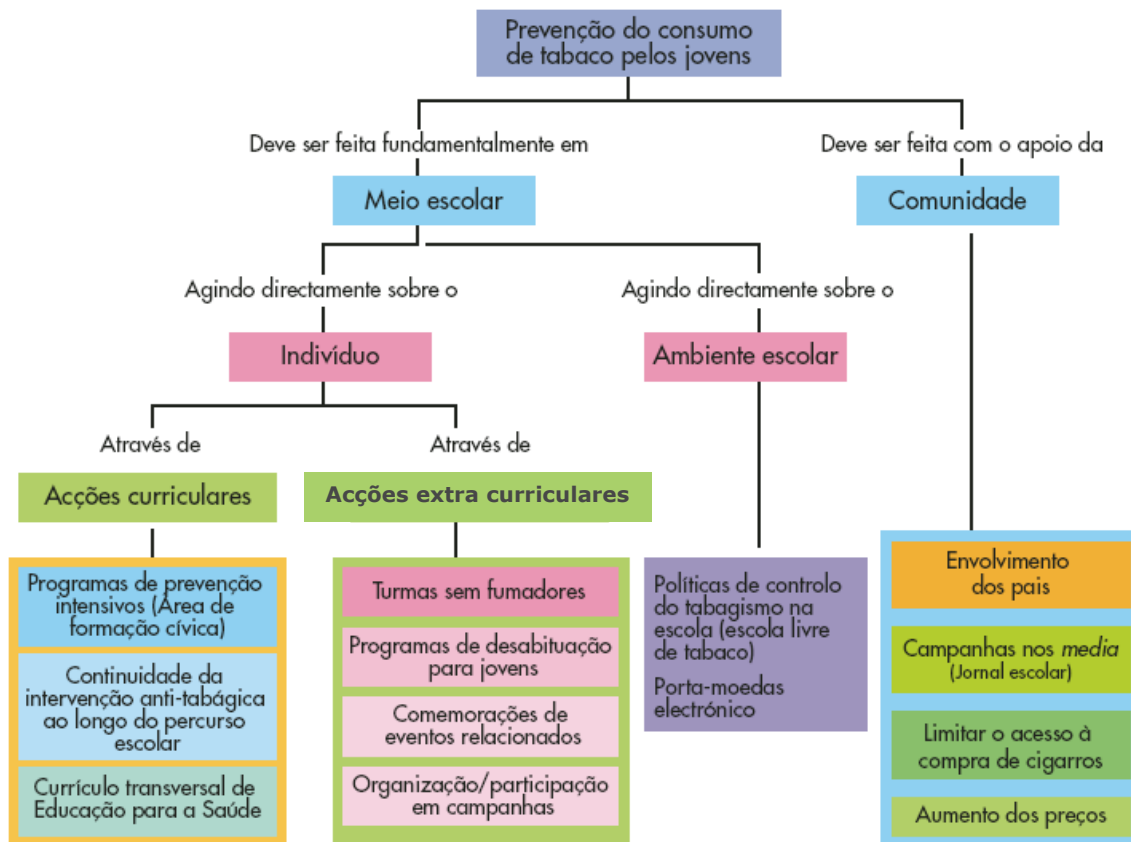 Prevenção do consumo
de tabaco pelos jovens
Deve ser feita fundamentalmente em
Deve ser feita com o apoio da
Meio escolar
Comunidade
Agindo directamente sobre o
Agindo directamente sobre o
Indivíduo
Ambiente escolar
Através de
Através de
Acções curriculares
Acções extra curriculares
Programas de prevenção
intensivos (Área de
formação cívica)
Continuidade da
intervenção anti-tabágica
ao longo do percurso
escolar
Currículo transversal de
Educação para a Saúde
Turmas sem fumadores
Programas de desabituação
para jovens
Comemorações de
eventos relacionados
Organização/participação
em campanhas
Políticas de controlo
do tabagismo na
escola (escola livre
de tabaco)
Porta-moedas
electrónico
Envolvimento
dos pais
Campanhas nos media
(Jornal escolar)
Limitar o acesso à
compra de cigarros
Aumento dos preços